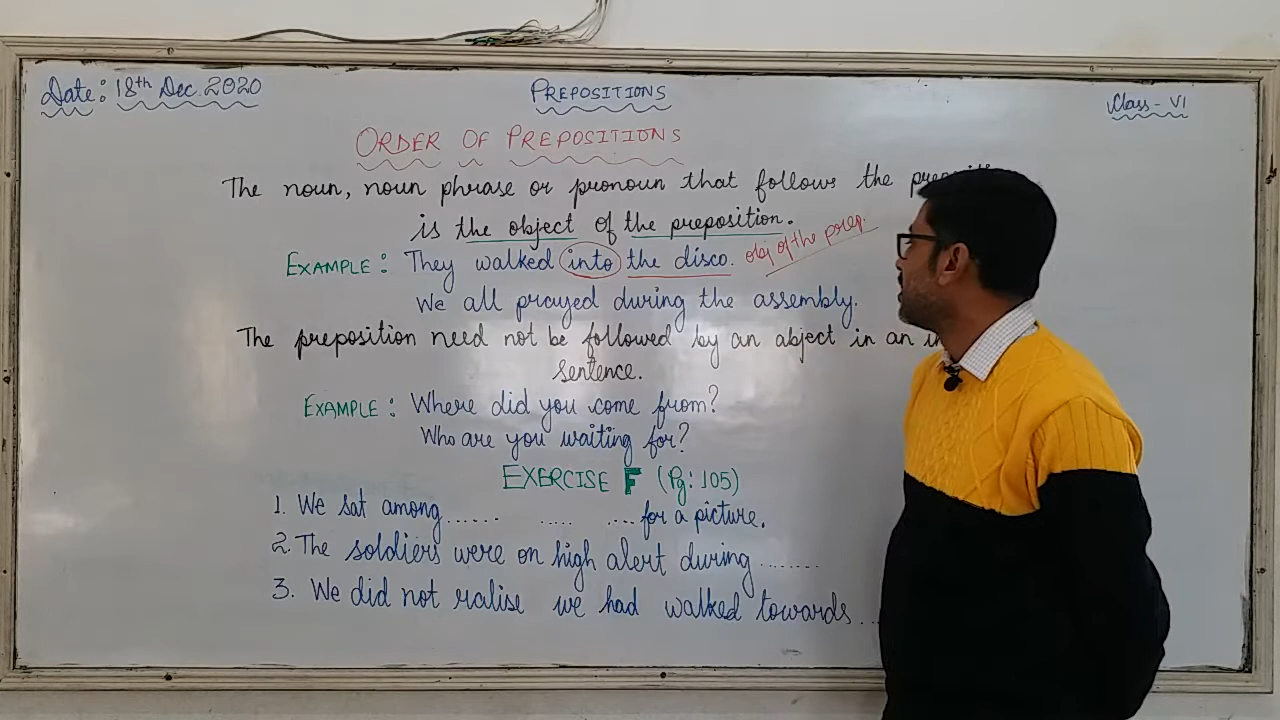 Date: 18th Dec. 2020
PREPOSITIONS
Class - VI
ORDER OF PREPOSITIONS
The noun, noun phrase or pronoun that follows the
is the object of the preposition.
EXAMPLE: They walked into the disco. obj of the prep.
We all prayed during the assembly.
The preposition need not be followed by an abject in an
sentence.
EXAMPLE: Where did you come from?
Who are you waiting for?
EXERCISE F (Pg: 105)
1. We sat among...... ..... .... for a picture.
2. The soldiers were on high alert during........
3. We did not ralise we had walked towards...